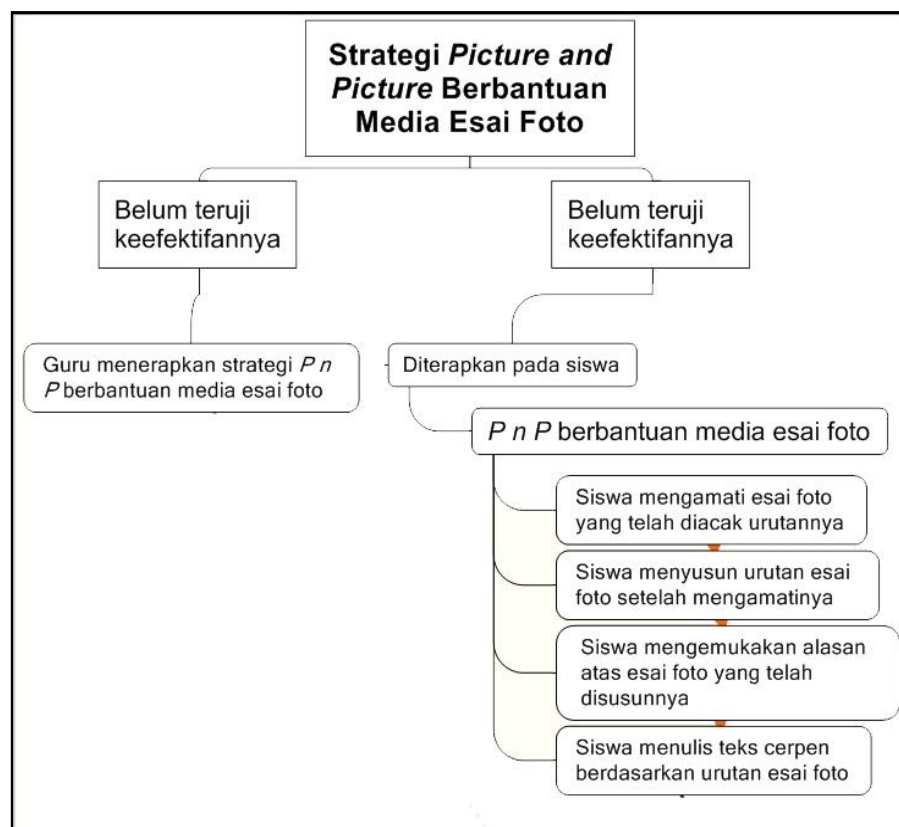 Strategi Picture and
Picture Berbantuan
Media Esai Foto
Belum teruji
keefektifannya
Belum teruji
keefektifannya
Guru menerapkan strategi P n
P berbantuan media esai foto
Diterapkan pada siswa
P n P berbantuan media esai foto
Siswa mengamati esai foto
yang telah diacak urutannya
Siswa menyusun urutan esai
foto setelah mengamatinya
Siswa mengemukakan alasan
atas esai foto yang telah
disusunnya
Siswa menulis teks cerpen
berdasarkan urutan esai foto